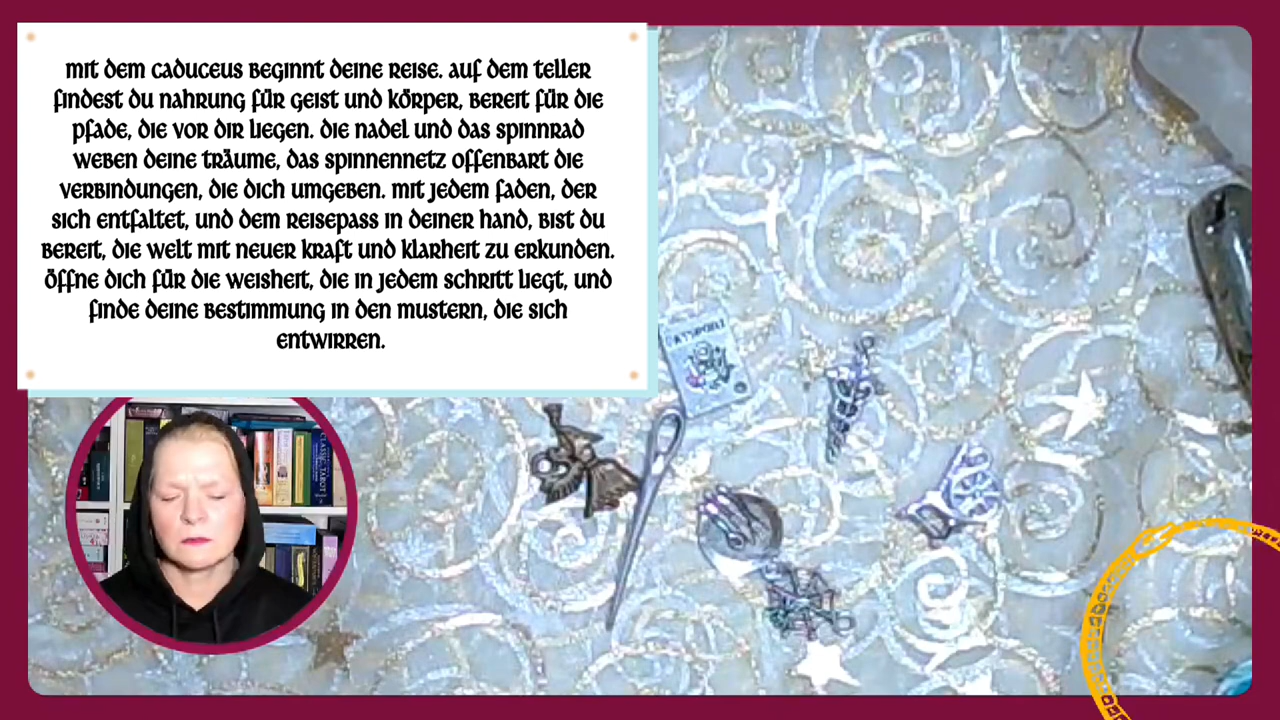 mit dem Caduceus beginnt deine Reise. Auf dem Teller
findest du Nahrung für Geist und Körper, bereit für die
Pfade, die vor dir liegen. Die Nadel und das Spinnrad
weben deine Träume, das Spinnennetz offenbart die
Verbindungen, die dich umgeben. Mit jedem Faden, der
sich entfaltet, und dem Reisepass in deiner Hand, bist du
bereit, die Welt mit neuer Kraft und Klarheit zu erkunden.
Öffne dich für die Weisheit, die in jedem Schritt liegt, und
finde deine Bestimmung in den Mustern, die sich
entwirren.
CLASSIC TAROT